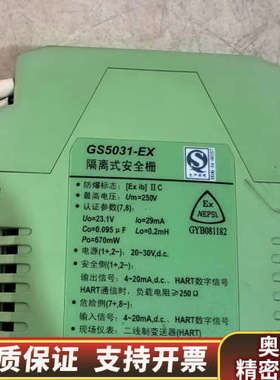 GS5031-EX
隔离式安全栅
• 防爆标志：[Ex ib] ⅡC
• 最高电压：Um=250V
• 认证参数(7,8)：
Uo=23.1V io=29mA
Co=0.095μF Lo=0.2mH
Po=670mW
• 电源(1+,2-)： 20~30V,d.c.
• 安全侧(1+,2-)：
输出信号：4~20mA,d.c.、HART数字信号
HART通信时，负载电阻≥250Ω
• 危险侧(7+,8-)：
输入信号：4~20mA,d.c.、HART数字信号
现场仪表：二线制变送器(HART)
Ex
NEPSI
GYB081182
质保证 天猫支
奥
精密